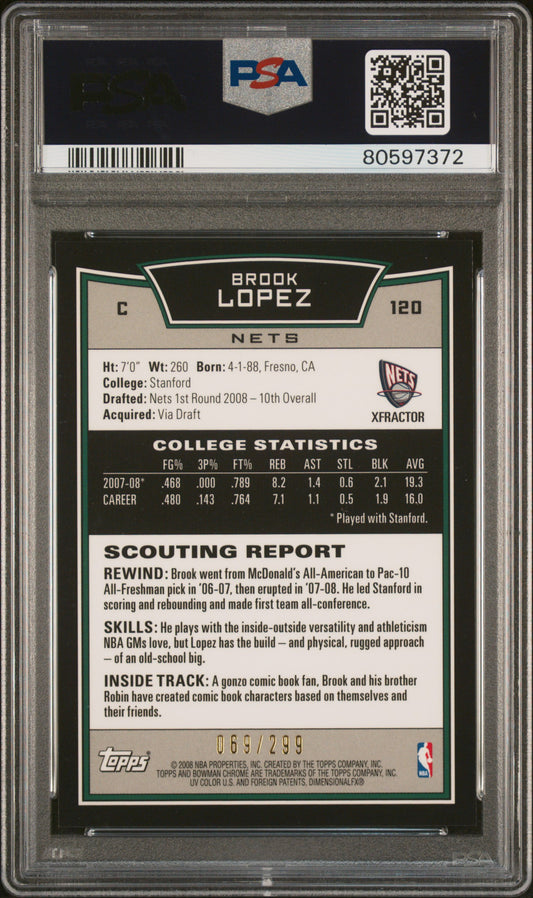 PSA
80597372
BROOK
LOPEZ
C
120
NETS
Ht: 7'0" Wt: 260 Born: 4-1-88, Fresno, CA
College: Stanford
Drafted: Nets 1st Round 2008 – 10th Overall
Acquired: Via Draft
NETS
XFRACTOR
COLLEGE STATISTICS
FG% 3P% FT% REB AST STL BLK AVG
2007-08* .468 .000 .789 8.2 1.4 0.6 2.1 19.3
CAREER .480 .143 .764 7.1 1.1 0.5 1.9 16.0
* Played with Stanford.
SCOUTING REPORT
REWIND: Brook went from McDonald's All-American to Pac-10
All-Freshman pick in '06-07, then erupted in '07-08. He led Stanford in
scoring and rebounding and made first team all-conference.
SKILLS: He plays with the inside-outside versatility and athleticism
NBA GMs love, but Lopez has the build – and physical, rugged approach
– of an old-school big.
INSIDE TRACK: A gonzo comic book fan, Brook and his brother
Robin have created comic book characters based on themselves and
their friends.
069/299
Topps
© 2008 NBA PROPERTIES, INC. CREATED BY THE TOPPS COMPANY, INC.
TOPPS AND BOWMAN CHROME ARE TRADEMARKS OF THE TOPPS COMPANY, INC.
UV COLOR U.S. AND FOREIGN PATENTS, DIMENSIONALFX®
NBA
PSA